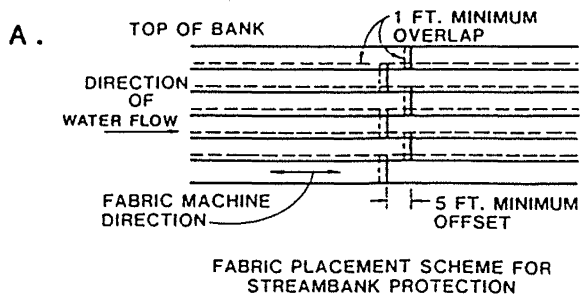 A.
TOP OF BANK
1 FT. MINIMUM
OVERLAP
DIRECTION
OF
WATER FLOW
FABRIC MACHINE
DIRECTION
5 FT. MINIMUM
OFFSET
FABRIC PLACEMENT SCHEME FOR
STREAMBANK PROTECTION